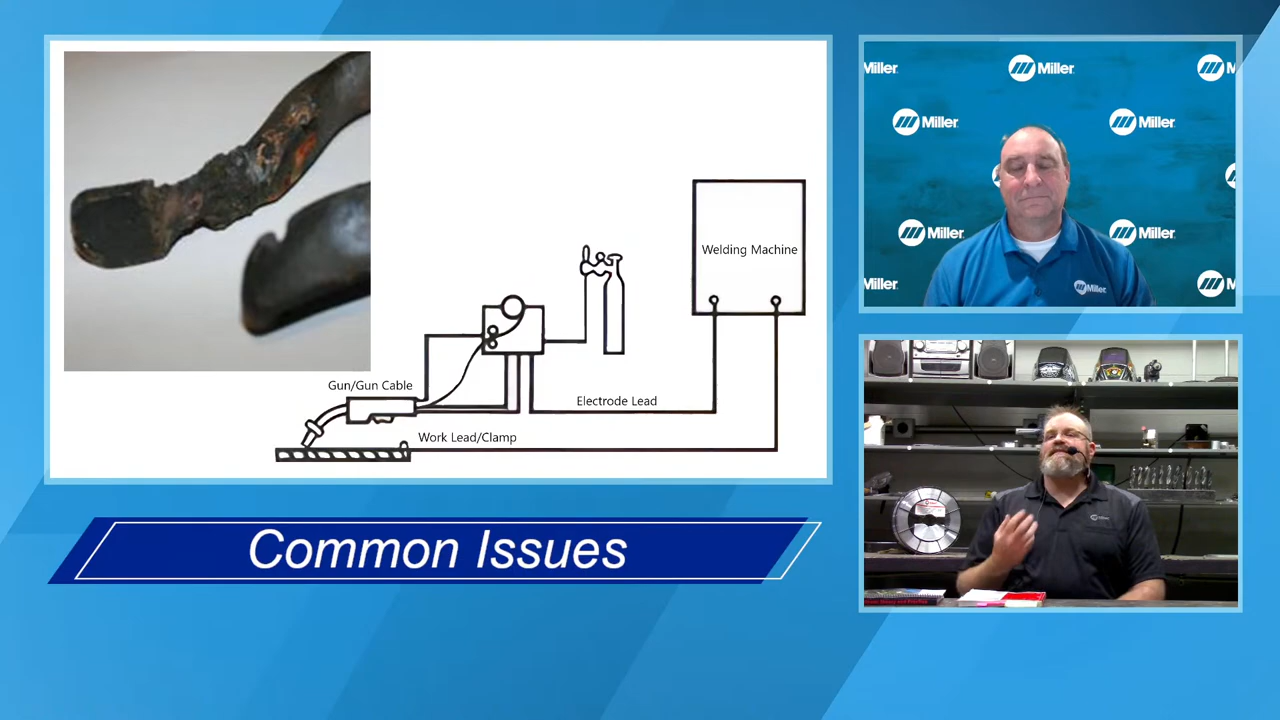 Welding Machine
Gun/Gun Cable
Electrode Lead
Work Lead/Clamp
Common Issues
Miller
Miller
Miller
Miller
Miller
Miller
Miller
Miller